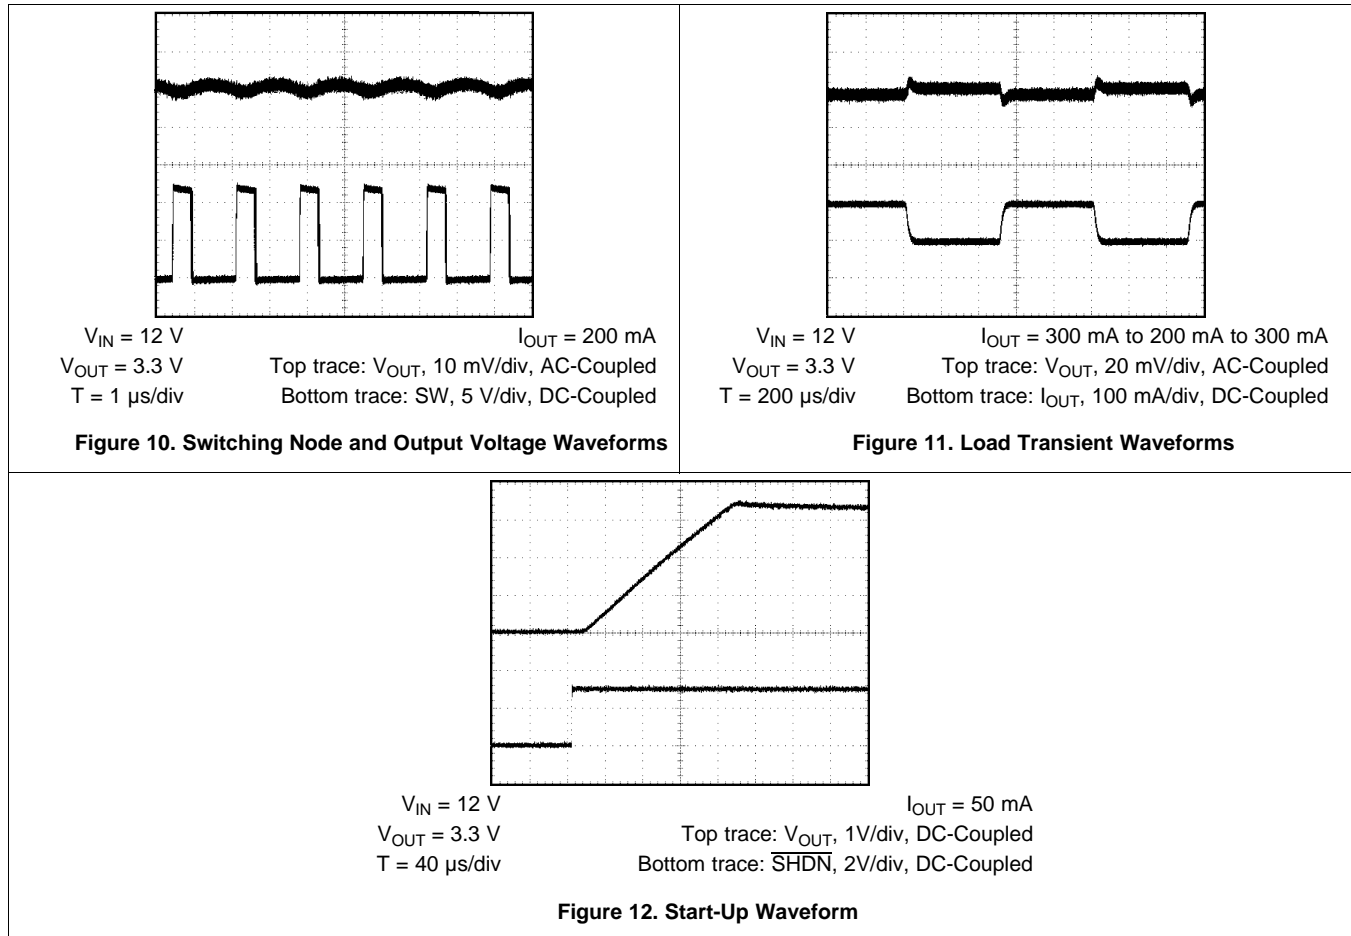 V_IN = 12 V
I_OUT = 200 mA
V_OUT = 3.3 V
Top trace: V_OUT, 10 mV/div, AC-Coupled
T = 1 µs/div
Bottom trace: SW, 5 V/div, DC-Coupled
Figure 10. Switching Node and Output Voltage Waveforms
V_IN = 12 V
I_OUT = 300 mA to 200 mA to 300 mA
V_OUT = 3.3 V
Top trace: V_OUT, 20 mV/div, AC-Coupled
T = 200 µs/div
Bottom trace: I_OUT, 100 mA/div, DC-Coupled
Figure 11. Load Transient Waveforms
V_IN = 12 V
I_OUT = 50 mA
V_OUT = 3.3 V
Top trace: V_OUT, 1V/div, DC-Coupled
T = 40 µs/div
Bottom trace: S̅H̅D̅N̅, 2V/div, DC-Coupled
Figure 12. Start-Up Waveform